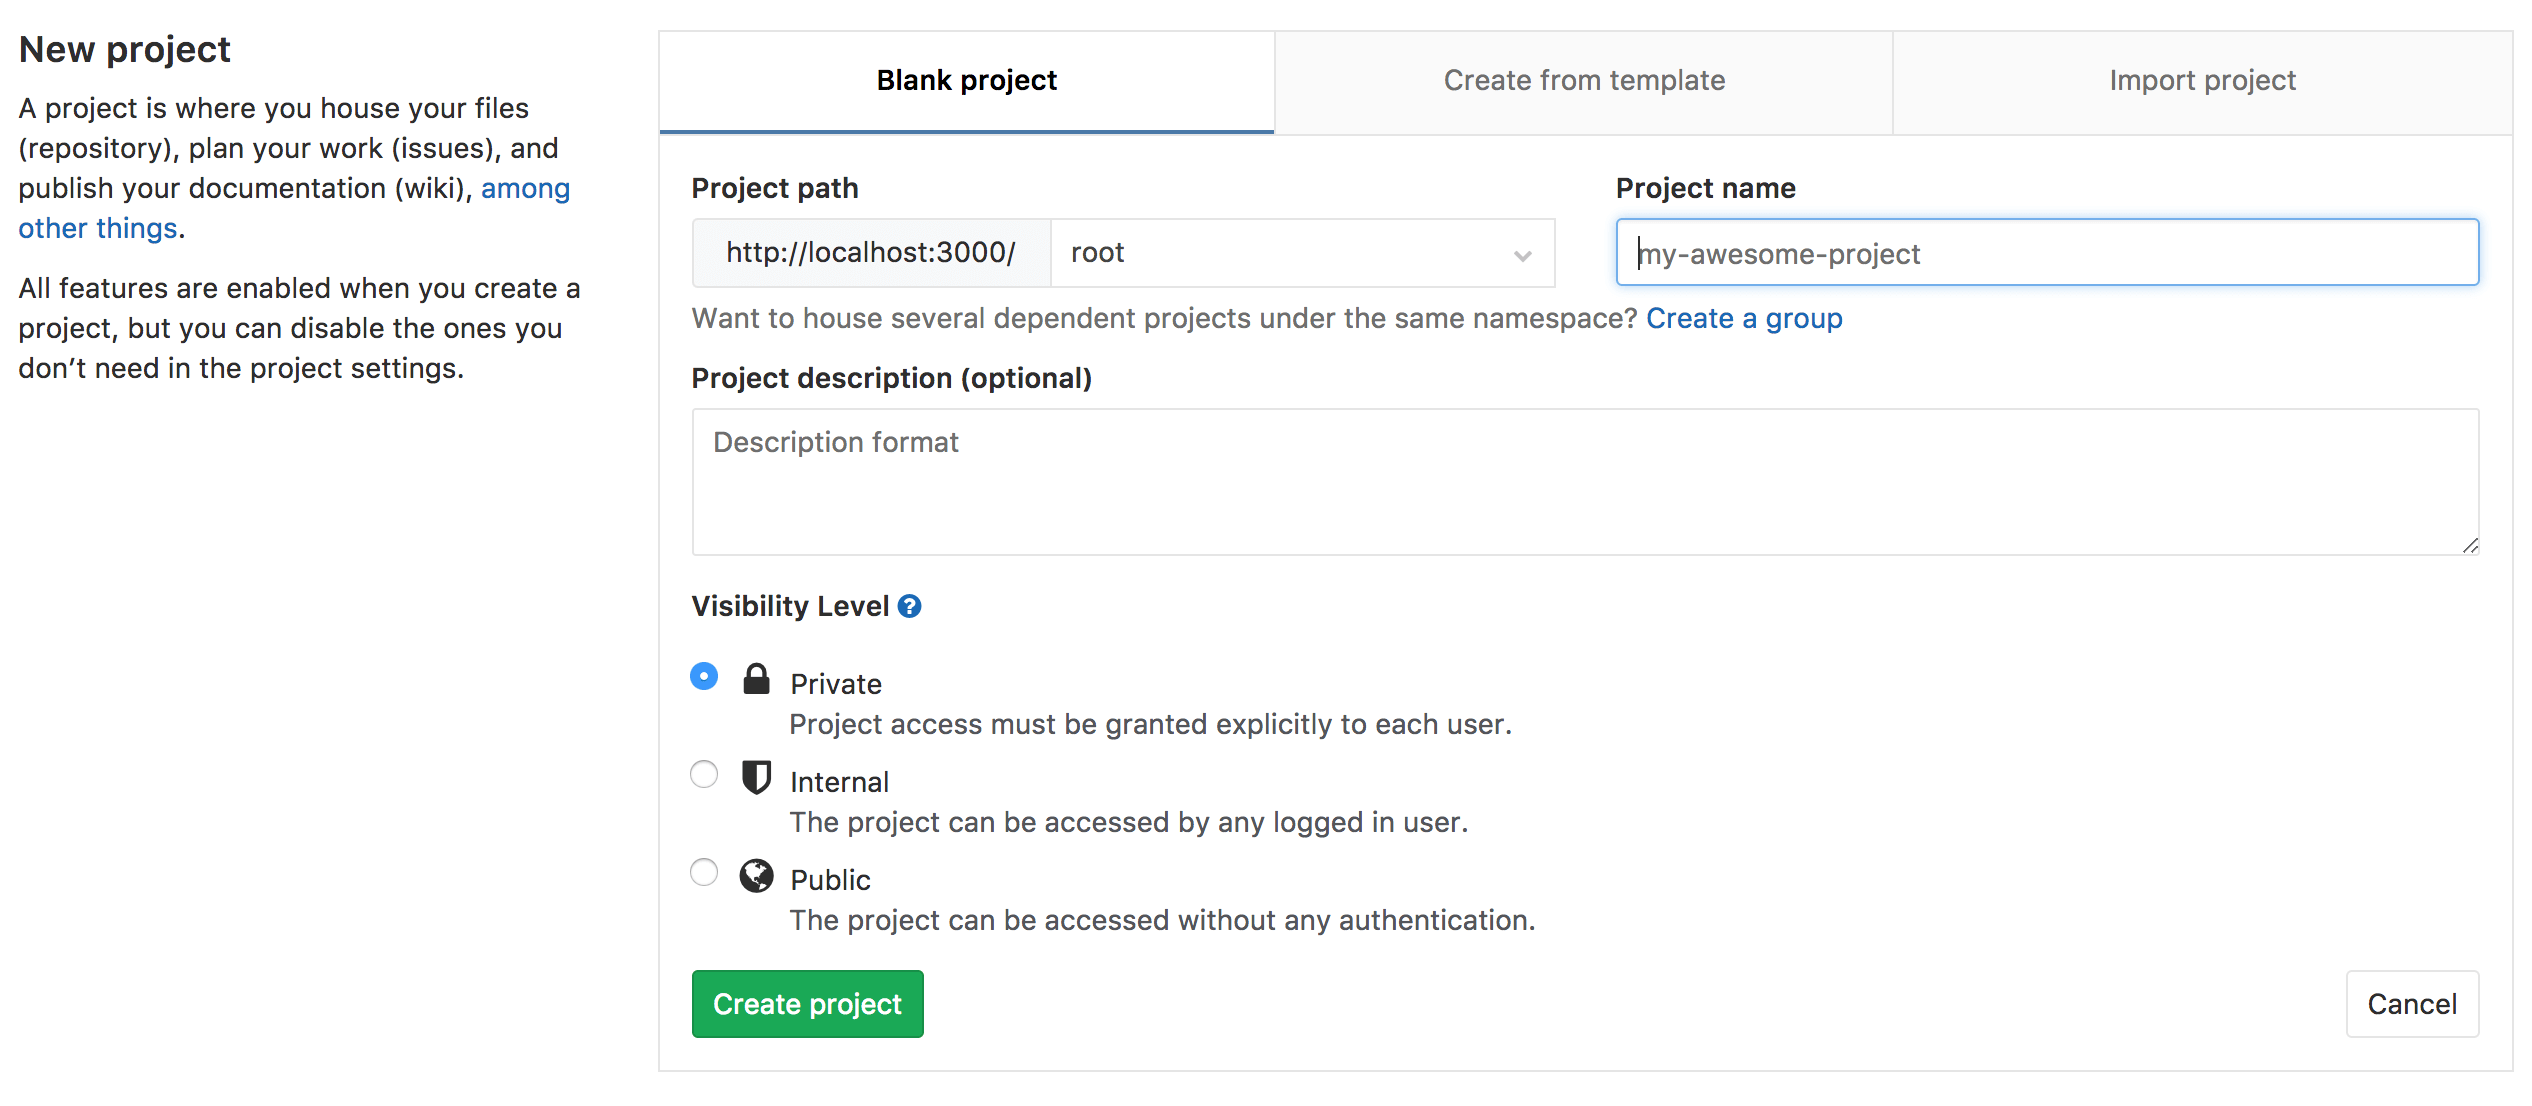 New project
A project is where you house your files
(repository), plan your work (issues), and
publish your documentation (wiki), among
other things.
All features are enabled when you create a
project, but you can disable the ones you
don’t need in the project settings.
Blank project
Create from template
Import project
Project path
Project name
http://localhost:3000/
root
my-awesome-project
Want to house several dependent projects under the same namespace? Create a group
Project description (optional)
Description format
Visibility Level ?
Private
Project access must be granted explicitly to each user.
Internal
The project can be accessed by any logged in user.
Public
The project can be accessed without any authentication.
Create project
Cancel